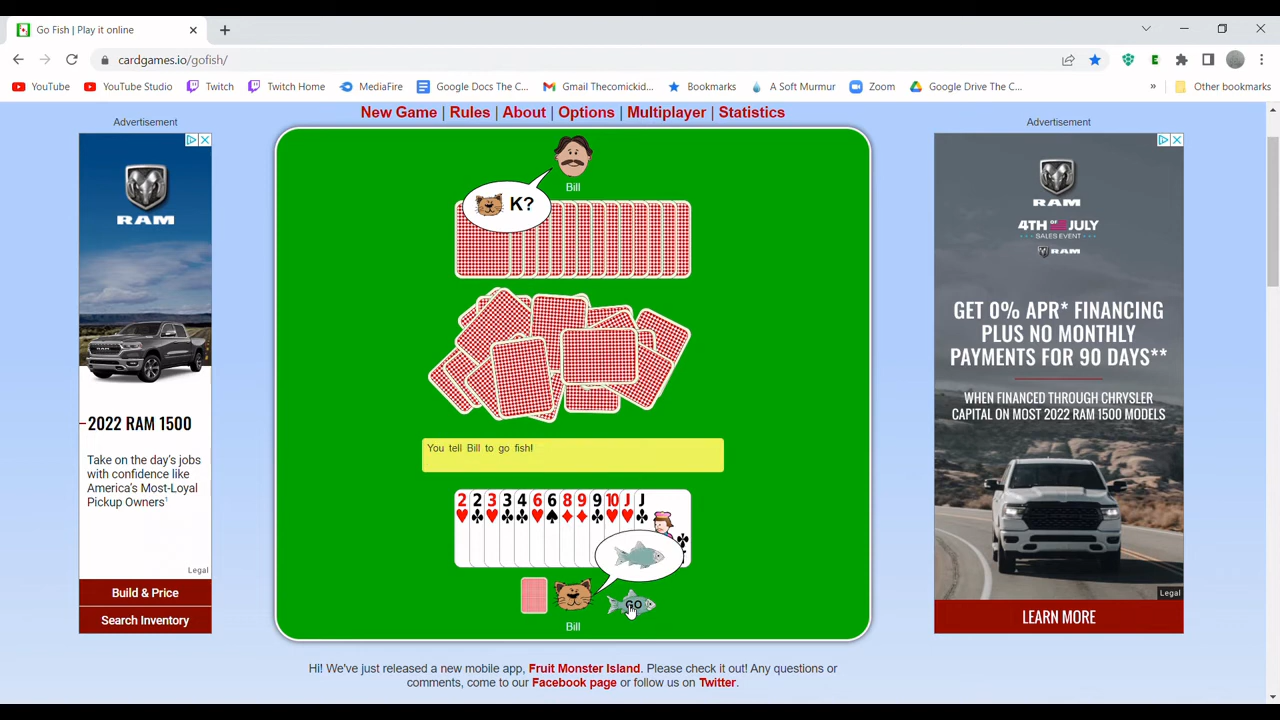 Go Fish | Play it online
cardgames.io/gofish/
YouTube YouTube Studio Twitch Twitch Home MediaFire Google Docs The C... Gmail Thecomickid... Bookmarks A Soft Murmur Zoom Google Drive The C... » Other bookmarks
New Game | Rules | About | Options | Multiplayer | Statistics
Advertisement
RAM
2022 RAM 1500
Take on the day's jobs
with confidence like
America's Most-Loyal
Pickup Owners¹
Legal
Build & Price
Search Inventory
Bill
K?
You tell Bill to go fish!
2 2 3 3 4 6 6 8 9 9 10 J J
GO
Bill
Hi! We've just released a new mobile app, Fruit Monster Island. Please check it out! Any questions or
comments, come to our Facebook page or follow us on Twitter.
Advertisement
RAM
4TH OF JULY
SALES EVENT
RAM
GET 0% APR* FINANCING
PLUS NO MONTHLY
PAYMENTS FOR 90 DAYS**
WHEN FINANCED THROUGH CHRYSLER
CAPITAL ON MOST 2022 RAM 1500 MODELS
Legal
LEARN MORE